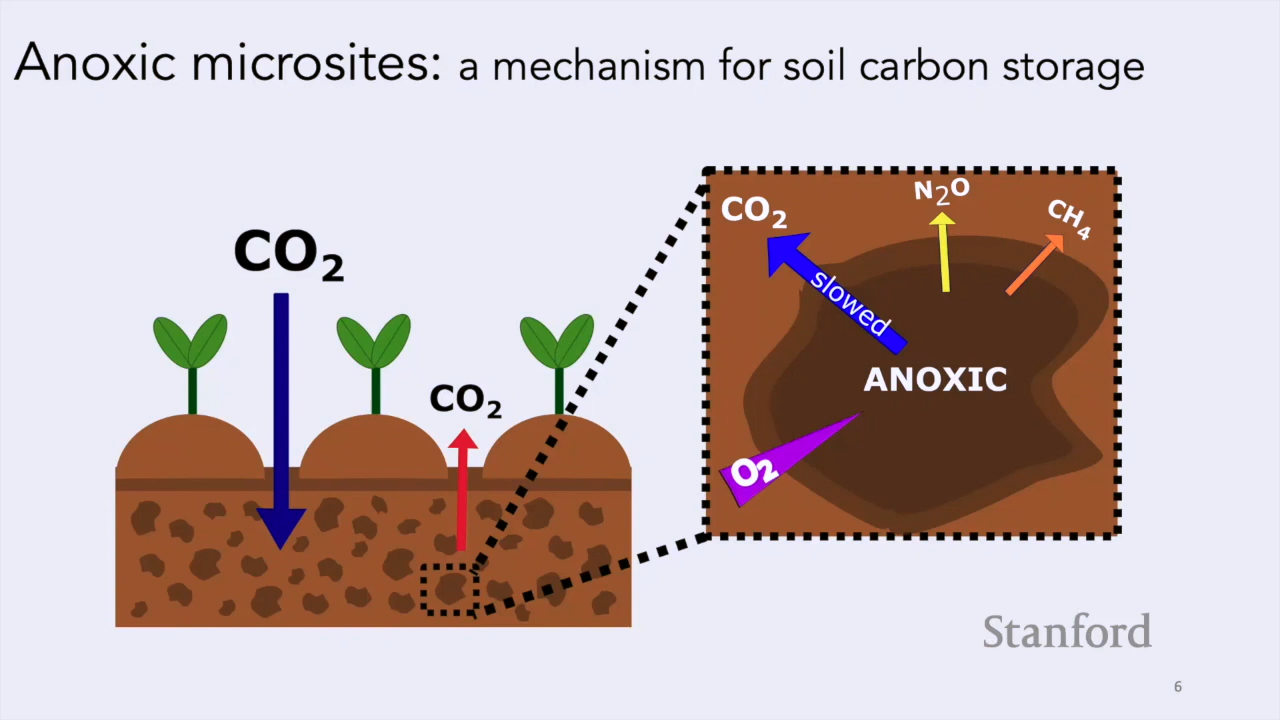 Anoxic microsites: a mechanism for soil carbon storage
CO₂
CO₂
CO₂
N₂O
CH₄
slowed
ANOXIC
O₂
Stanford
6